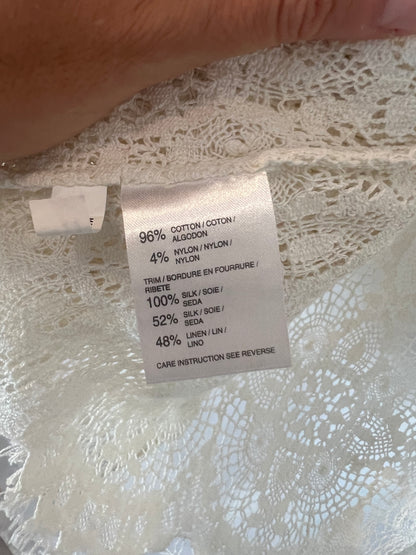 96% COTTON / COTON /
ALGODON
4% NYLON / NYLON /
NYLON
TRIM / BORDURE EN FOURRURE /
RIBETE
100% SILK / SOIE /
SEDA
52% SILK / SOIE /
SEDA
48% LINEN / LIN /
LINO
CARE INSTRUCTION SEE REVERSE